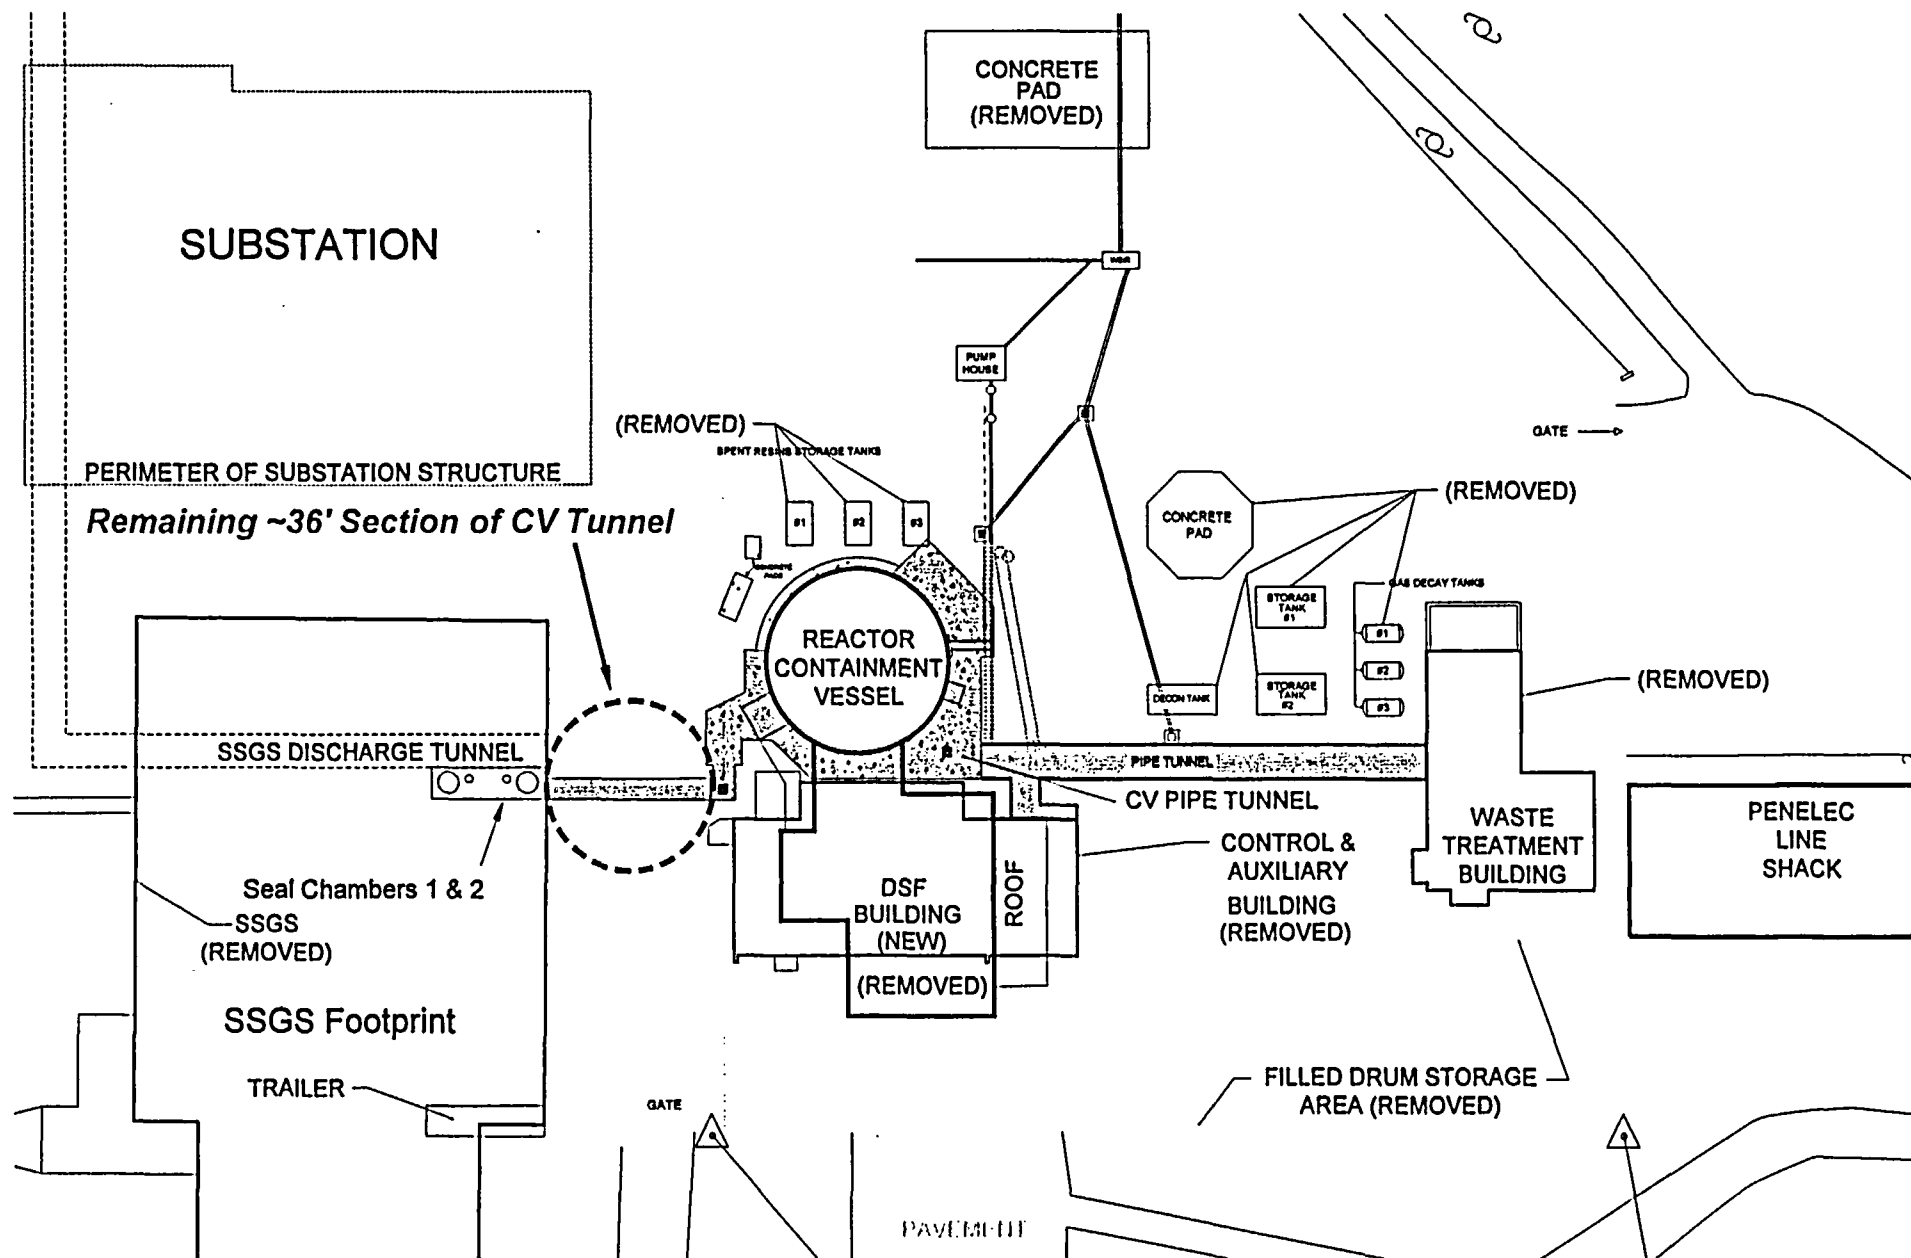 CONCRETE
PAD
(REMOVED)
SUBSTATION
WEIR
PUMP
HOUSE
(REMOVED)
SPENT RESINS STORAGE TANKS
GATE
PERIMETER OF SUBSTATION STRUCTURE
Remaining ~36' Section of CV Tunnel
#1
#2
#3
CONCRETE
PADS
CONCRETE
PAD
(REMOVED)
GAS DECAY TANKS
STORAGE
TANK
#1
#1
REACTOR
CONTAINMENT
VESSEL
#2
(REMOVED)
DECON TANK
STORAGE
TANK
#2
#3
SSGS DISCHARGE TUNNEL
PIPE TUNNEL
CV PIPE TUNNEL
WASTE
TREATMENT
BUILDING
PENELEC
LINE
SHACK
CONTROL &
AUXILIARY
BUILDING
(REMOVED)
Seal Chambers 1 & 2
SSGS
(REMOVED)
DSF
BUILDING
(NEW)
ROOF
(REMOVED)
SSGS Footprint
TRAILER
GATE
FILLED DRUM STORAGE
AREA (REMOVED)
PAVEMENT